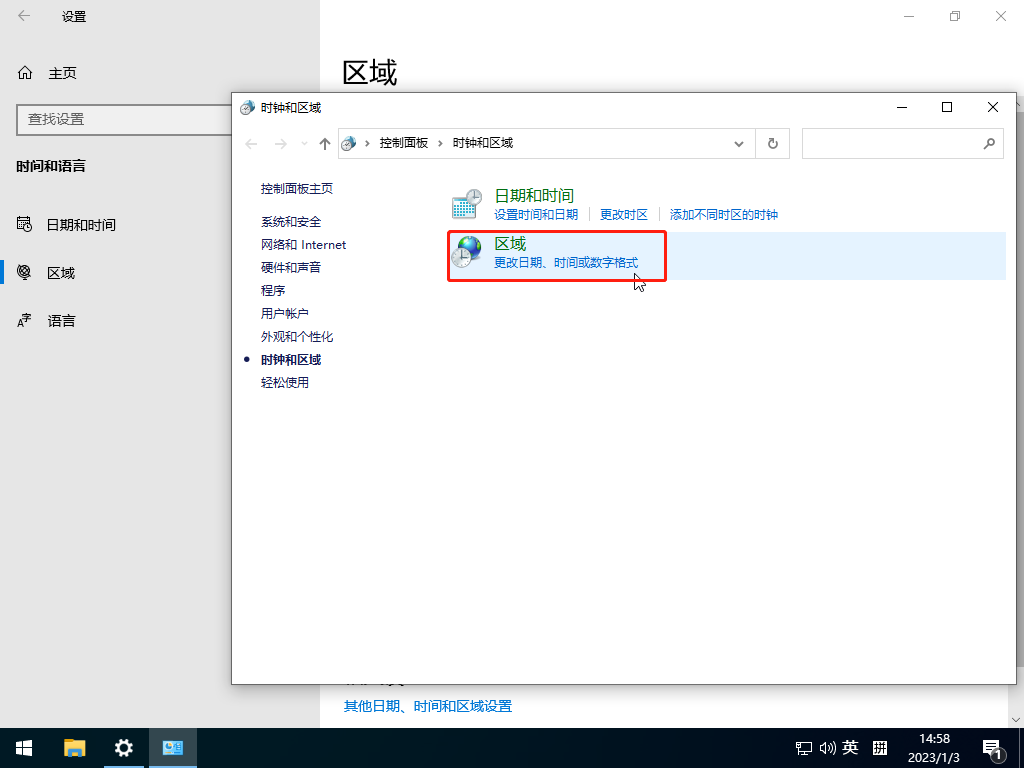 设置
主页
区域
查找设置
时间和语言
日期和时间
区域
语言
时钟和区域
控制面板 时钟和区域
控制面板主页
系统和安全
网络和 Internet
硬件和声音
程序
用户帐户
外观和个性化
时钟和区域
轻松使用
日期和时间
设置时间和日期 更改时区 添加不同时区的时钟
区域
更改日期、时间或数字格式
其他日期、时间和区域设置
英 拼
14:58
2023/1/3
1